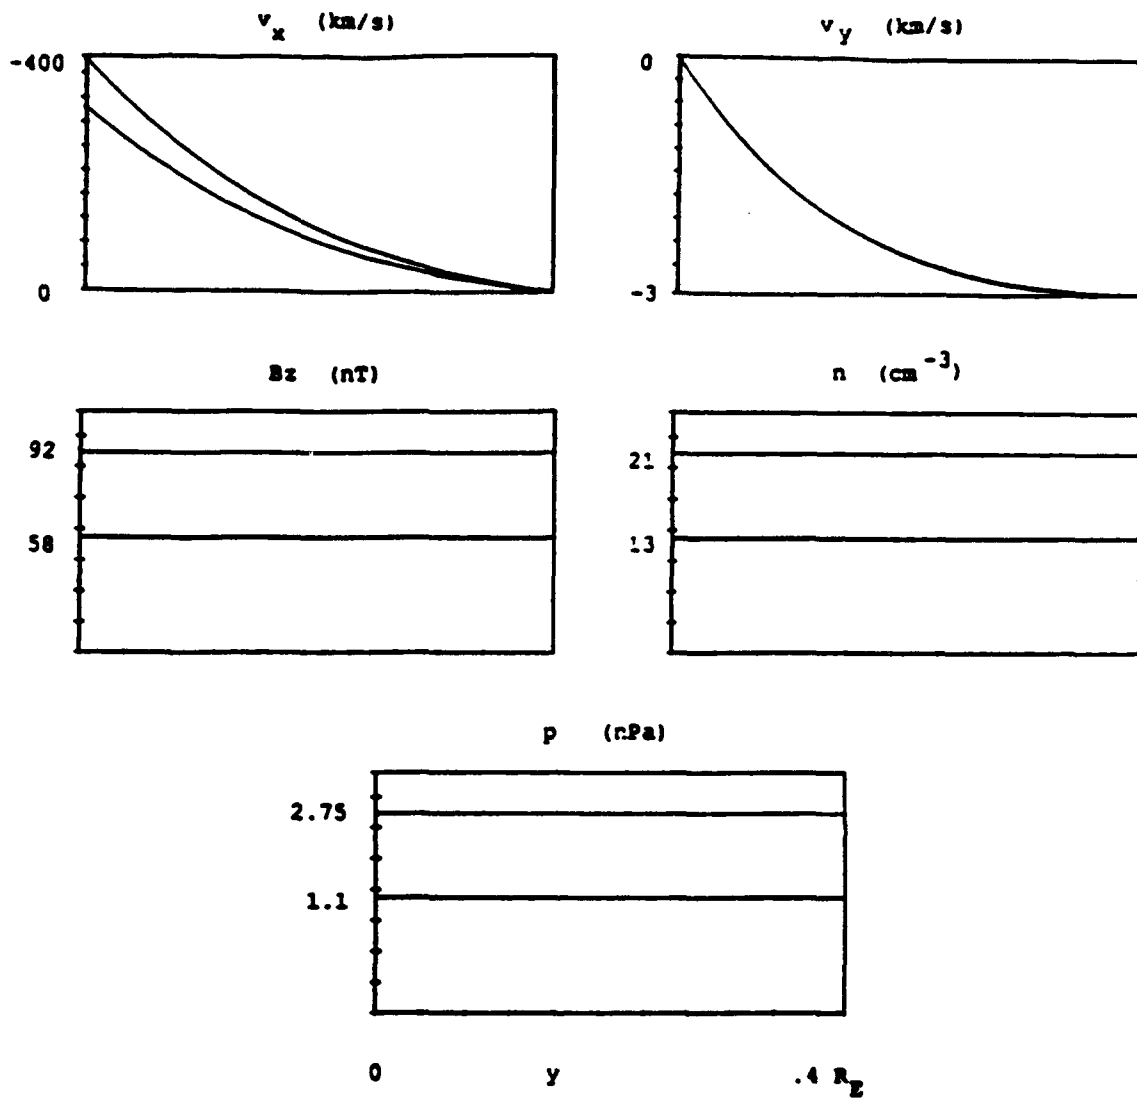 v_x (km/s)
v_y (km/s)
-400
0
0
-3
Bz (nT)
n (cm^-3)
92
58
21
13
p (nPa)
2.75
1.1
0 y .4 R_E